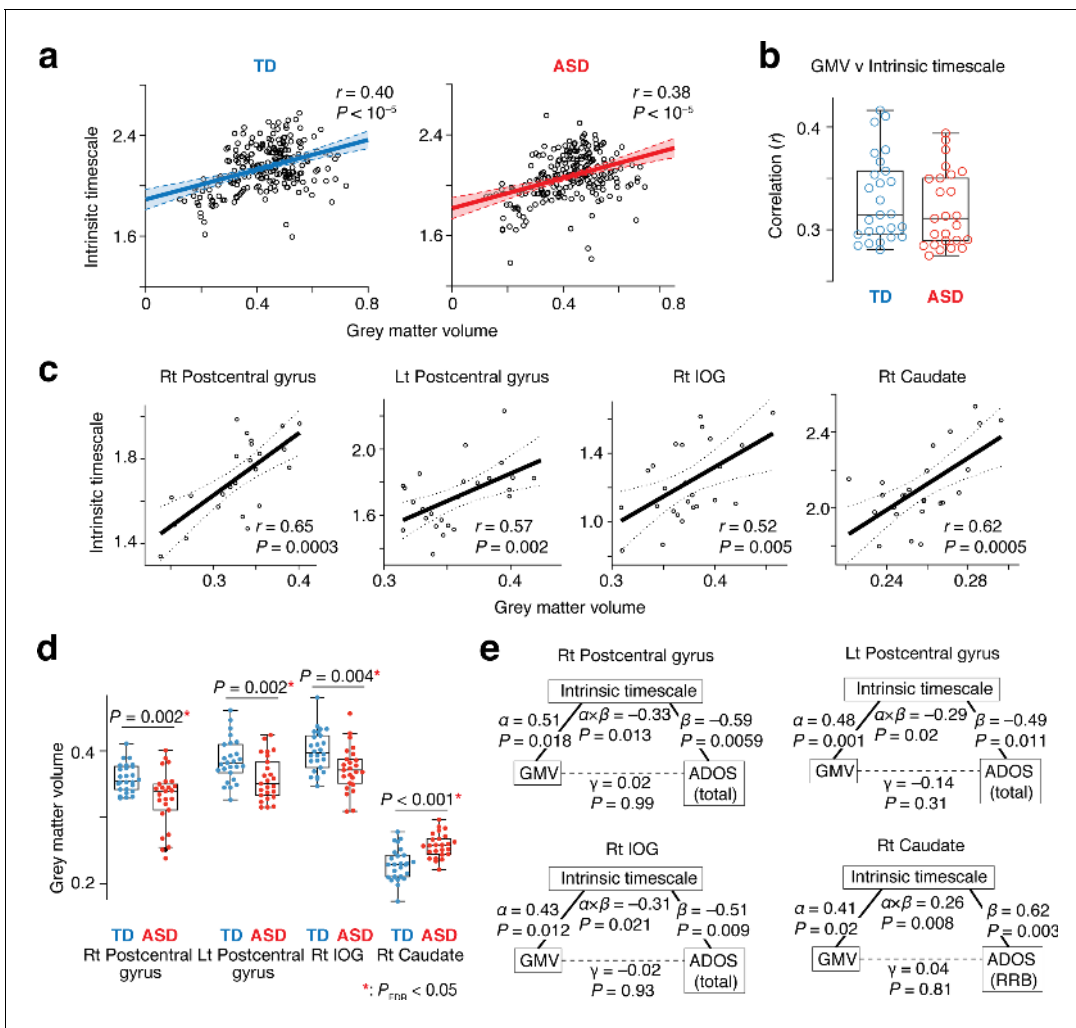 a
TD
ASD
r = 0.40
P < 10⁻⁵
r = 0.38
P < 10⁻⁵
Intrinsitc timescale
2.4
2.0
1.6
2.4
2.0
1.6
0 0.4 0.8
0 0.4 0.8
Grey matter volume
b
GMV v Intrinsic timescale
Correlation (r)
0.4
0.3
TD ASD
c
Rt Postcentral gyrus
Lt Postcentral gyrus
Rt IOG
Rt Caudate
Intrinsitc timescale
1.8
1.4
r = 0.65
P = 0.0003
0.3 0.4
2.0
1.6
r = 0.57
P = 0.002
0.3 0.4
1.4
1.0
r = 0.52
P = 0.005
0.3 0.4
2.4
2.0
r = 0.62
P = 0.0005
0.24 0.28
Grey matter volume
d
P = 0.002*
P = 0.002*
P = 0.004*
P < 0.001*
Grey matter volume
0.4
0.2
TD ASD TD ASD TD ASD TD ASD
Rt Postcentral
gyrus
Lt Postcentral
gyrus
Rt IOG
Rt Caudate
*: P_FDR < 0.05
e
Rt Postcentral gyrus
Intrinsic timescale
α = 0.51
P = 0.018
α×β = −0.33
P = 0.013
β = −0.59
P = 0.0059
GMV
γ = 0.02
P = 0.99
ADOS
(total)
Lt Postcentral gyrus
Intrinsic timescale
α = 0.48
P = 0.001
α×β = −0.29
P = 0.02
β = −0.49
P = 0.011
GMV
γ = −0.14
P = 0.31
ADOS
(total)
Rt IOG
Intrinsic timescale
α = 0.43
P = 0.012
α×β = −0.31
P = 0.021
β = −0.51
P = 0.009
GMV
γ = −0.02
P = 0.93
ADOS
(total)
Rt Caudate
Intrinsic timescale
α = 0.41
P = 0.02
α×β = 0.26
P = 0.008
β = 0.62
P = 0.003
GMV
γ = 0.04
P = 0.81
ADOS
(RRB)